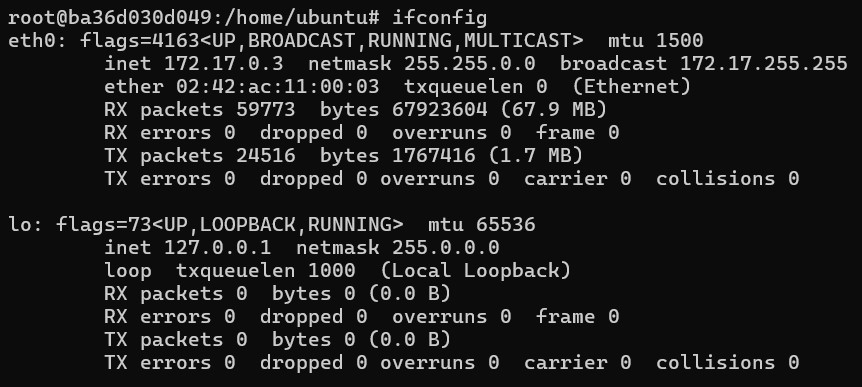 root@ba36d030d049:/home/ubuntu# ifconfig
eth0: flags=4163<UP,BROADCAST,RUNNING,MULTICAST>  mtu 1500
        inet 172.17.0.3  netmask 255.255.0.0  broadcast 172.17.255.255
        ether 02:42:ac:11:00:03  txqueuelen 0  (Ethernet)
        RX packets 59773  bytes 67923604 (67.9 MB)
        RX errors 0  dropped 0  overruns 0  frame 0
        TX packets 24516  bytes 1767416 (1.7 MB)
        TX errors 0  dropped 0 overruns 0  carrier 0  collisions 0

lo: flags=73<UP,LOOPBACK,RUNNING>  mtu 65536
        inet 127.0.0.1  netmask 255.0.0.0
        loop  txqueuelen 1000  (Local Loopback)
        RX packets 0  bytes 0 (0.0 B)
        RX errors 0  dropped 0  overruns 0  frame 0
        TX packets 0  bytes 0 (0.0 B)
        TX errors 0  dropped 0 overruns 0  carrier 0  collisions 0